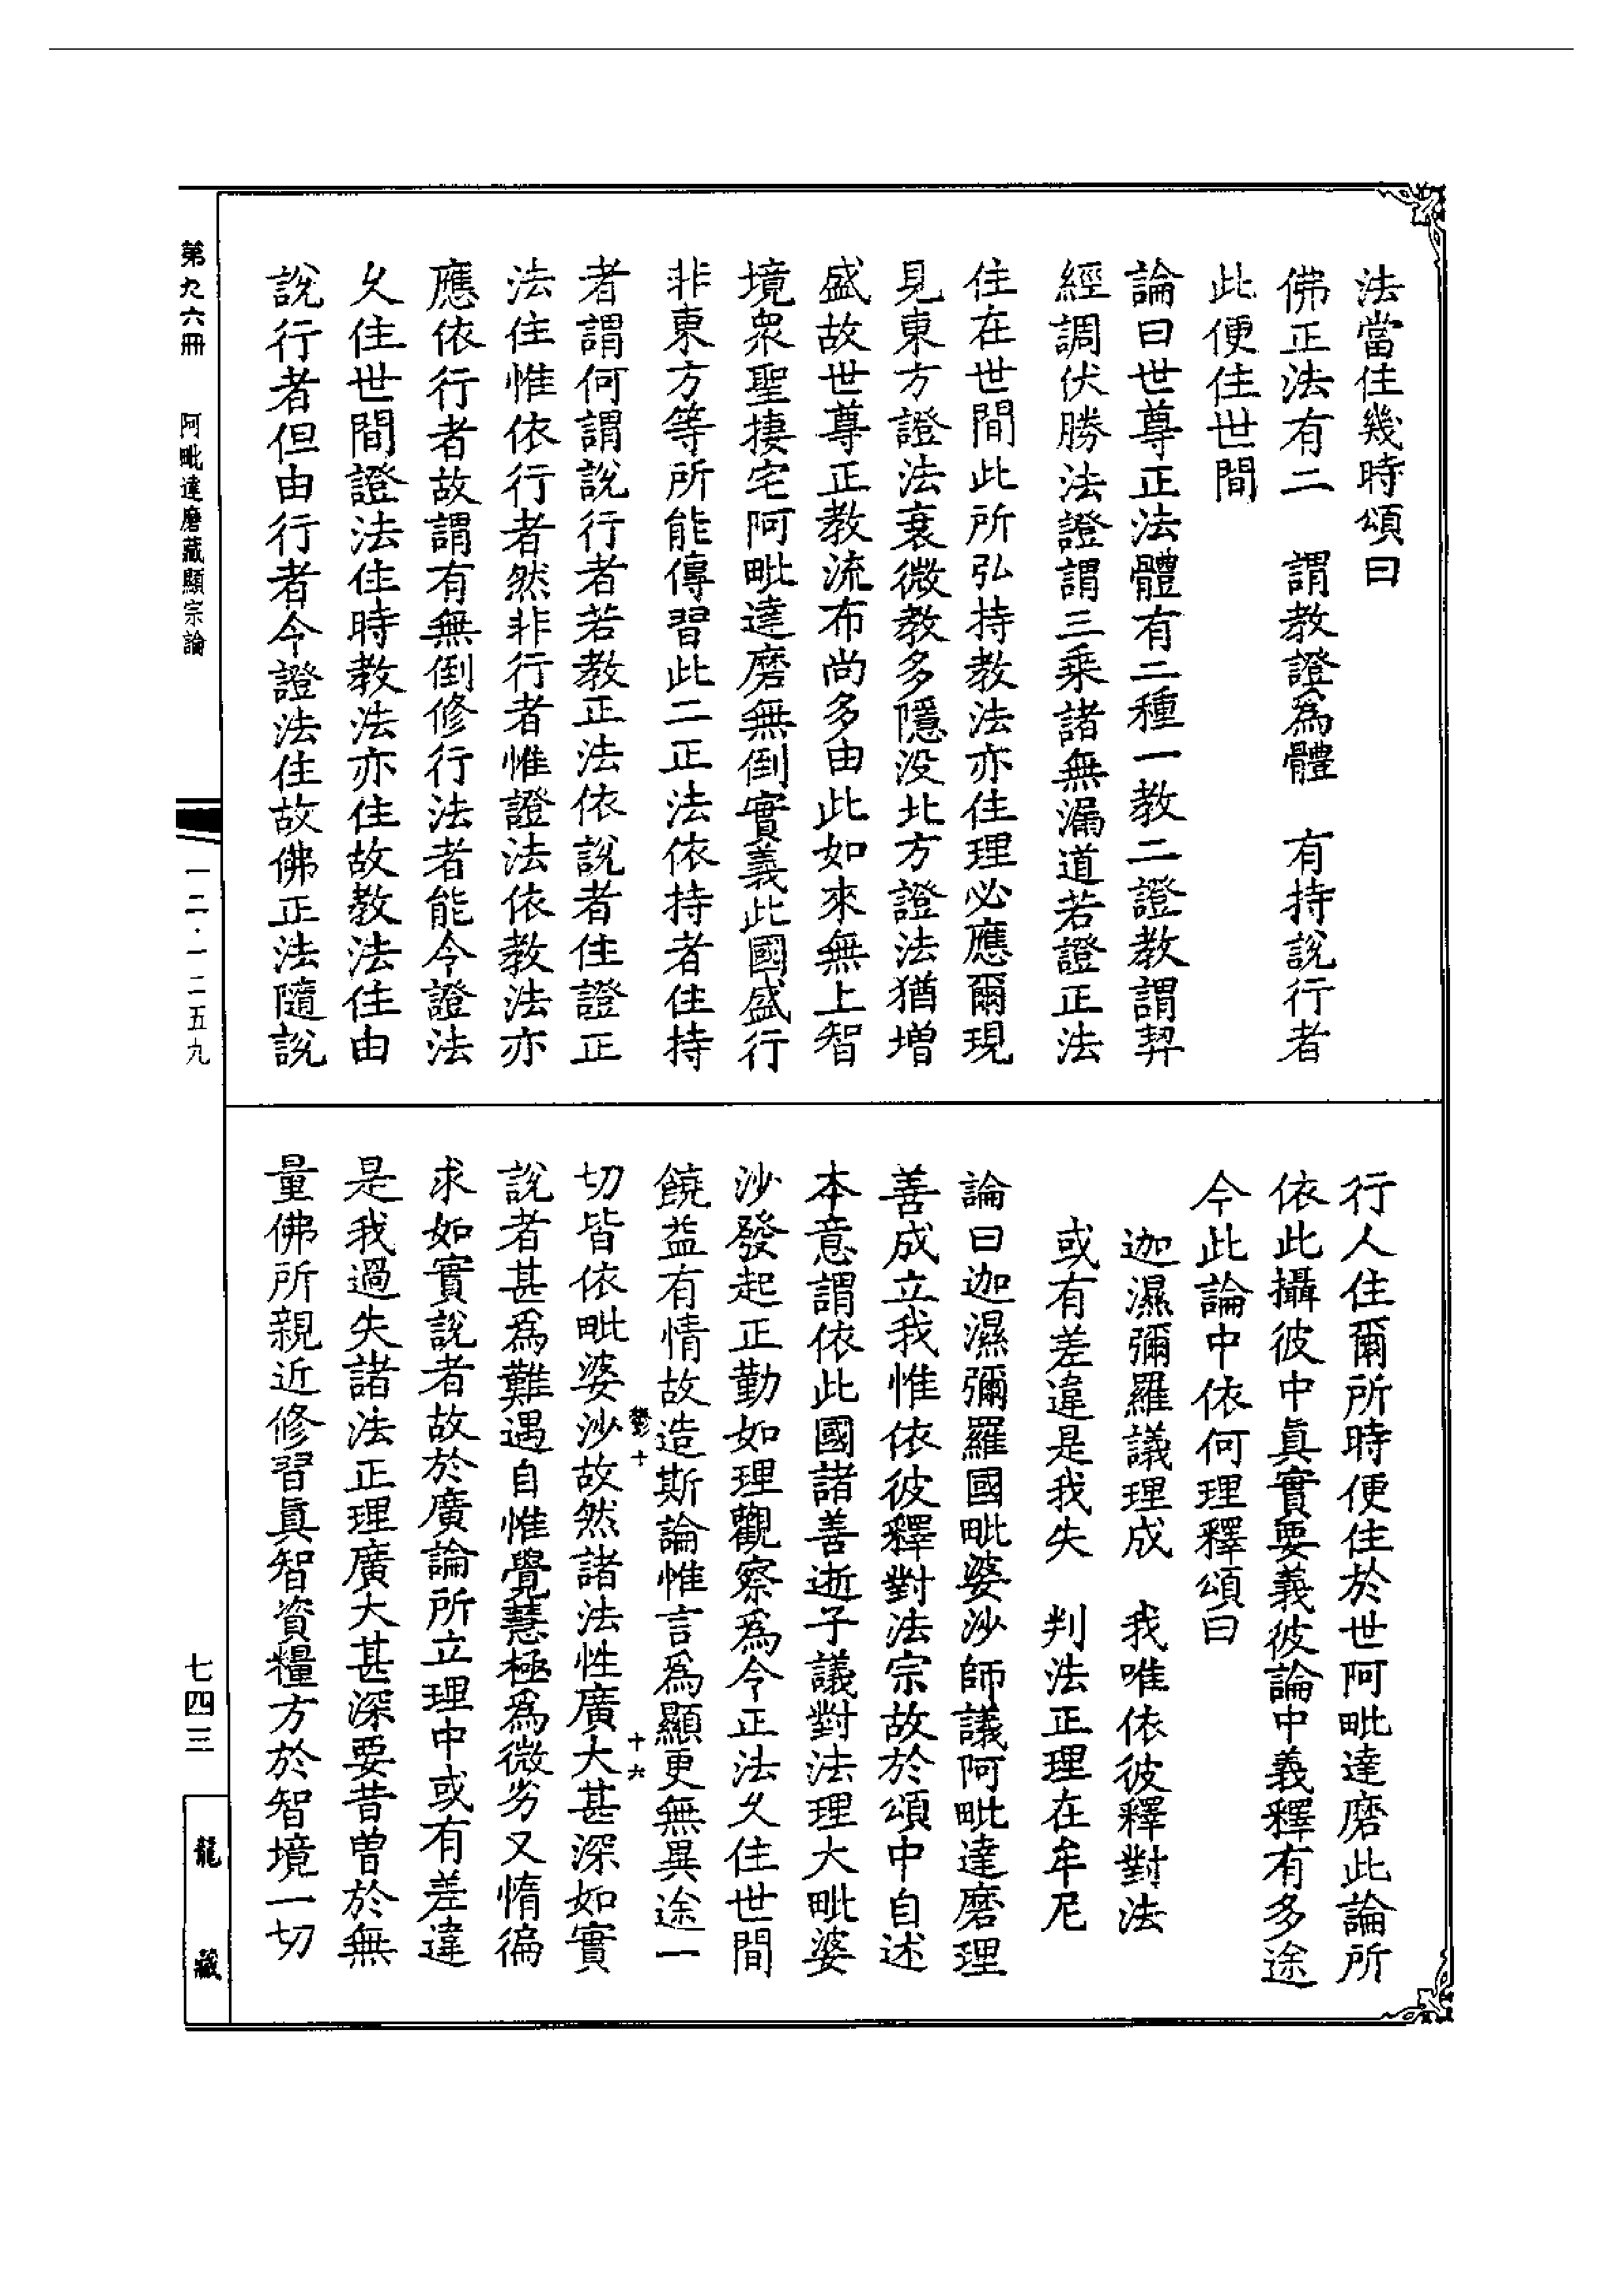 法當住幾時頌曰
佛正法有二　謂教證爲體　有持說行者
此便住世間
論曰世尊正法體有二種一教二證教謂契
經調伏勝法證謂三乘諸無漏道若證正法
住在世間此所弘持教法亦住理必應爾現
見東方證法衰微教多隱没北方證法猶增
盛故世尊正教流布尚多由此如來無上智
境衆聖捿宅阿毗達磨無倒實義此國盛行
非東方等所能傳習此二正法依持者住持
者謂何謂說行者若教正法依說者住證正
法住惟依行者然非行者惟證法依教法亦
應依行者故謂有無倒修行法者能令證法
久住世間證法住時教法亦住故教法住由
說行者但由行者令證法住故佛正法隨說
行人住爾所時便住於世阿毗達磨此論所
依此攝彼中眞實要義彼論中義釋有多途
今此論中依何理釋頌曰
迦濕彌羅議理成　我唯依彼釋對法
或有差違是我失　判法正理在牟尼
論曰迦濕彌羅國毗婆沙師議阿毗達磨理
善成立我惟依彼釋對法宗故於頌中自述
本意謂依此國諸善逝子議對法理大毗婆
沙發起正勤如理觀察爲令正法久住世間
饒益有情故造斯論惟言爲顯更無異途一
切皆依毗婆沙故然諸法性廣大甚深如實
說者甚爲難遇自惟覺慧極爲微劣又惰徧
求如實說者故於廣論所立理中或有差違
是我過失諸法正理廣大甚深要昔曾於無
量佛所親近修習眞智資糧方於智境一切
十
十六
第九六冊　阿毗達磨藏顯宗論
一二·一二五九
七四三
龍藏